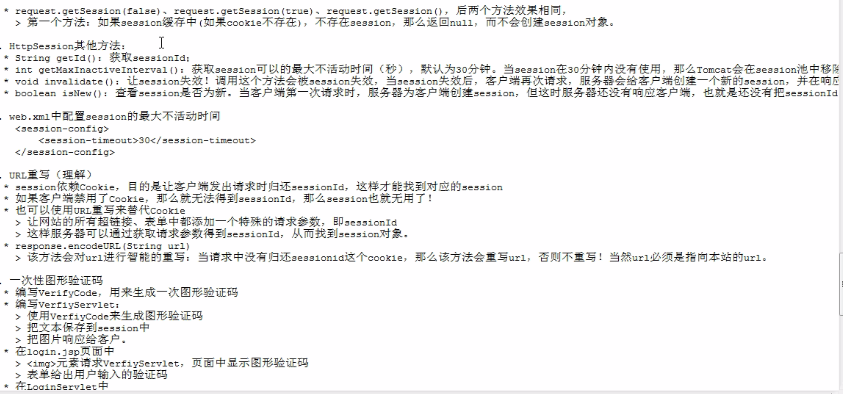 * request.getSession(false)、request.getSession(true)、request.getSession()，后两个方法效果相同，
> 第一个方法：如果session缓存中(如果cookie不存在)，不存在session，那么返回null，而不会创建session对象。
. HttpSession其他方法：
* String getId()：获取sessionId；
* int getMaxInactiveInterval()：获取session可以的最大不活动时间（秒），默认为30分钟。当session在30分钟内没有使用，那么Tomcat会在session池中移除
* void invalidate()：让session失效！调用这个方法会被session失效，当session失效后，客户端再次请求，服务器会给客户端创建一个新的session，并在响应
* boolean isNew()：查看session是否为新。当客户端第一次请求时，服务器为客户端创建session，但这时服务器还没有响应客户端，也就是还没有把sessionId
. web.xml中配置session的最大不活动时间
<session-config>
<session-timeout>30</session-timeout>
</session-config>
. URL重写（理解）
* session依赖Cookie，目的是让客户端发出请求时归还sessionId，这样才能找到对应的session
* 如果客户端禁用了Cookie，那么就无法得到sessionId，那么session也就无用了！
* 也可以使用URL重写来替代Cookie
> 让网站的所有超链接、表单中都添加一个特殊的请求参数，即sessionId
> 这样服务器可以通过获取请求参数得到sessionId，从而找到session对象。
* response.encodeURL(String url)
> 该方法会对url进行智能的重写：当请求中没有归还sessionid这个cookie，那么该方法会重写url，否则不重写！当然url必须是指向本站的url。
. 一次性图形验证码
* 编写VerifyCode，用来生成一次图形验证码
* 编写VerfiyServlet：
> 使用VerfiyCode来生成图形验证码
> 把文本保存到session中
> 把图片响应给客户。
* 在login.jsp页面中
> <img>元素请求VerfiyServlet，页面中显示图形验证码
> 表单给出用户输入的验证码
* 在LoginServlet中